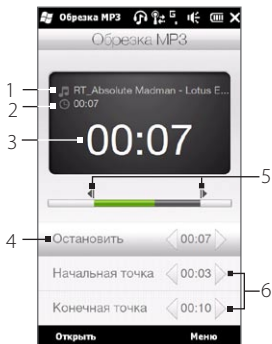 Обрезка MP3
Обрезка MP3
1
RT_Absolute Madman - Lotus E...
2
00:07
3
00:07
5
4
Остановить
00:07
Начальная точка
00:03
6
Конечная точка
00:10
Открыть
Меню